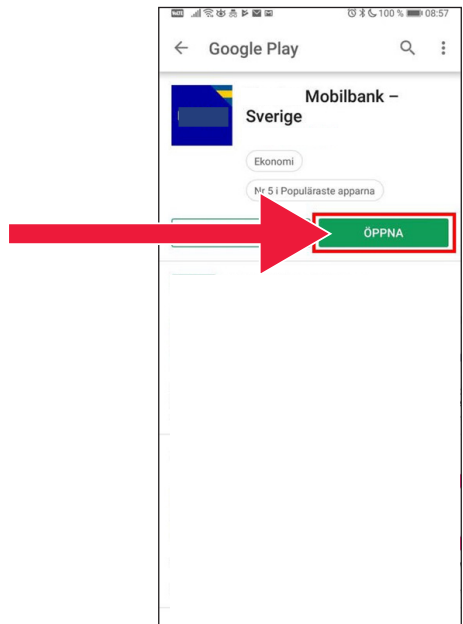 100 % 08:57
Google Play
Mobilbank –
Sverige
Ekonomi
Nr 5 i Populäraste apparna
ÖPPNA